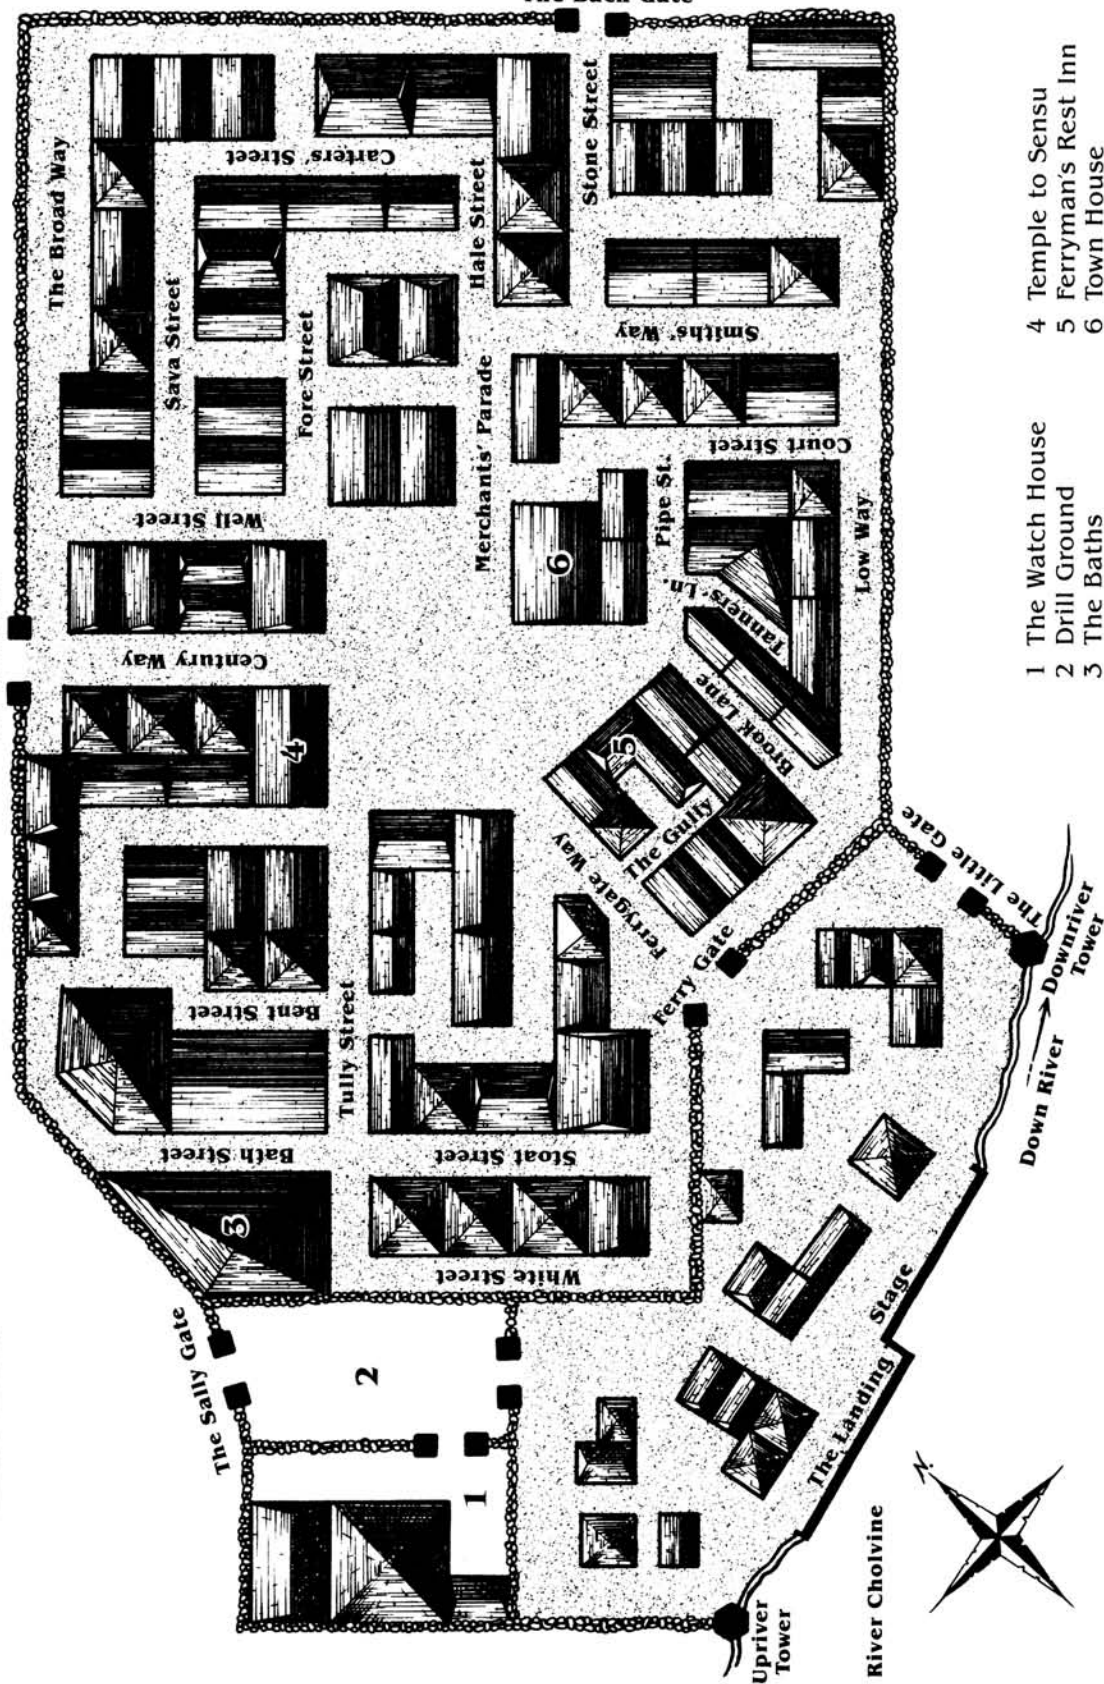 The Broad Way
Sava Street
Carters' Street
Fore Street
Hale Street
Stone Street
Well Street
Merchants' Parade
Smiths' Way
Court Street
Century Way
Pipe St.
Tanners' Ln.
Low Way
Brook Lane
6
4
5
The Gully
Ferrygate Way
Ferry Gate
The Little Gate
Bent Street
Tully Street
Bath Street
Stoat Street
White Street
3
The Sally Gate
2
1
Downriver
Tower
Down River
The Landing
Stage
Upriver
Tower
River Cholvine
N.
1 The Watch House
2 Drill Ground
3 The Baths
4 Temple to Sensu
5 Ferryman's Rest Inn
6 Town House